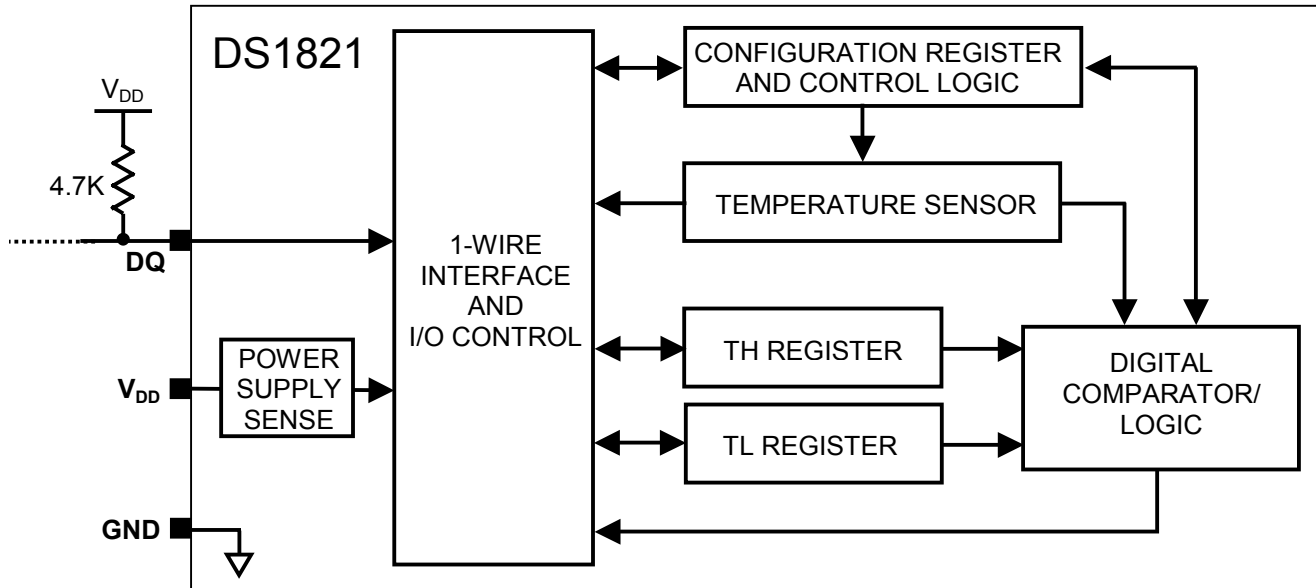 DS1821
V_DD
4.7K
DQ
V_DD
GND
POWER
SUPPLY
SENSE
1-WIRE
INTERFACE
AND
I/O CONTROL
CONFIGURATION REGISTER
AND CONTROL LOGIC
TEMPERATURE SENSOR
TH REGISTER
TL REGISTER
DIGITAL
COMPARATOR/
LOGIC